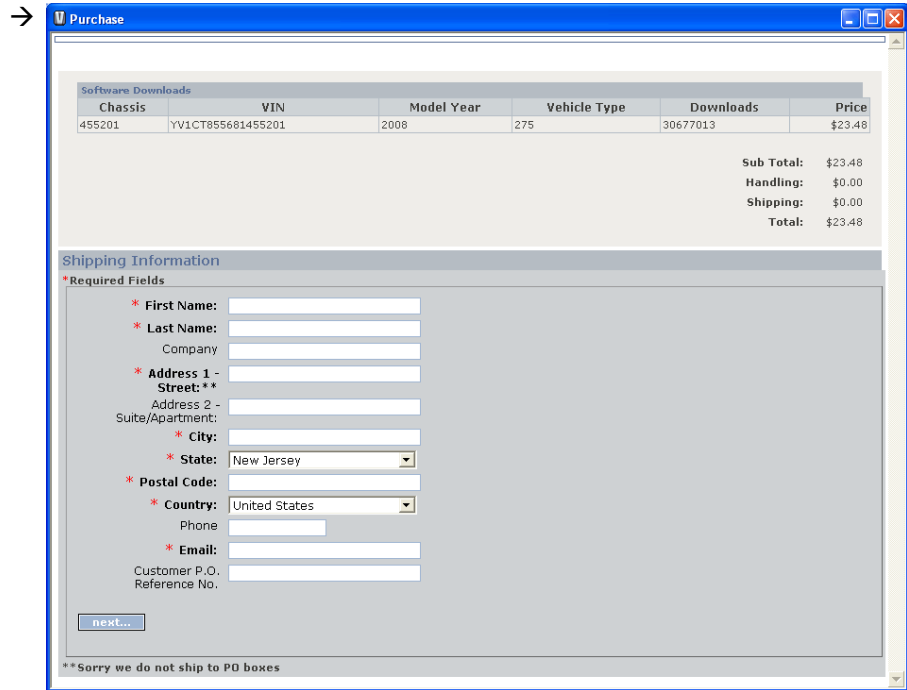 →
Purchase
Software Downloads
Chassis VIN Model Year Vehicle Type Downloads Price
455201 YV1CT855681455201 2008 275 30677013 $23.48
Sub Total: $23.48
Handling: $0.00
Shipping: $0.00
Total: $23.48
Shipping Information
*Required Fields
* First Name:
* Last Name:
Company
* Address 1 -
Street:**
Address 2 -
Suite/Apartment:
* City:
* State: New Jersey
* Postal Code:
* Country: United States
Phone
* Email:
Customer P.O.
Reference No.
next...
**Sorry we do not ship to PO boxes